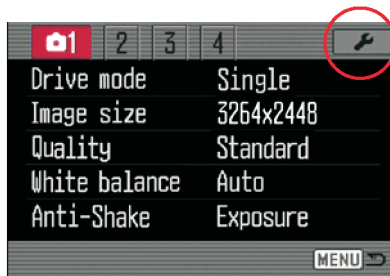 1 2 3 4
Drive mode Single
Image size 3264x2448
Quality Standard
White balance Auto
Anti-Shake Exposure
MENU